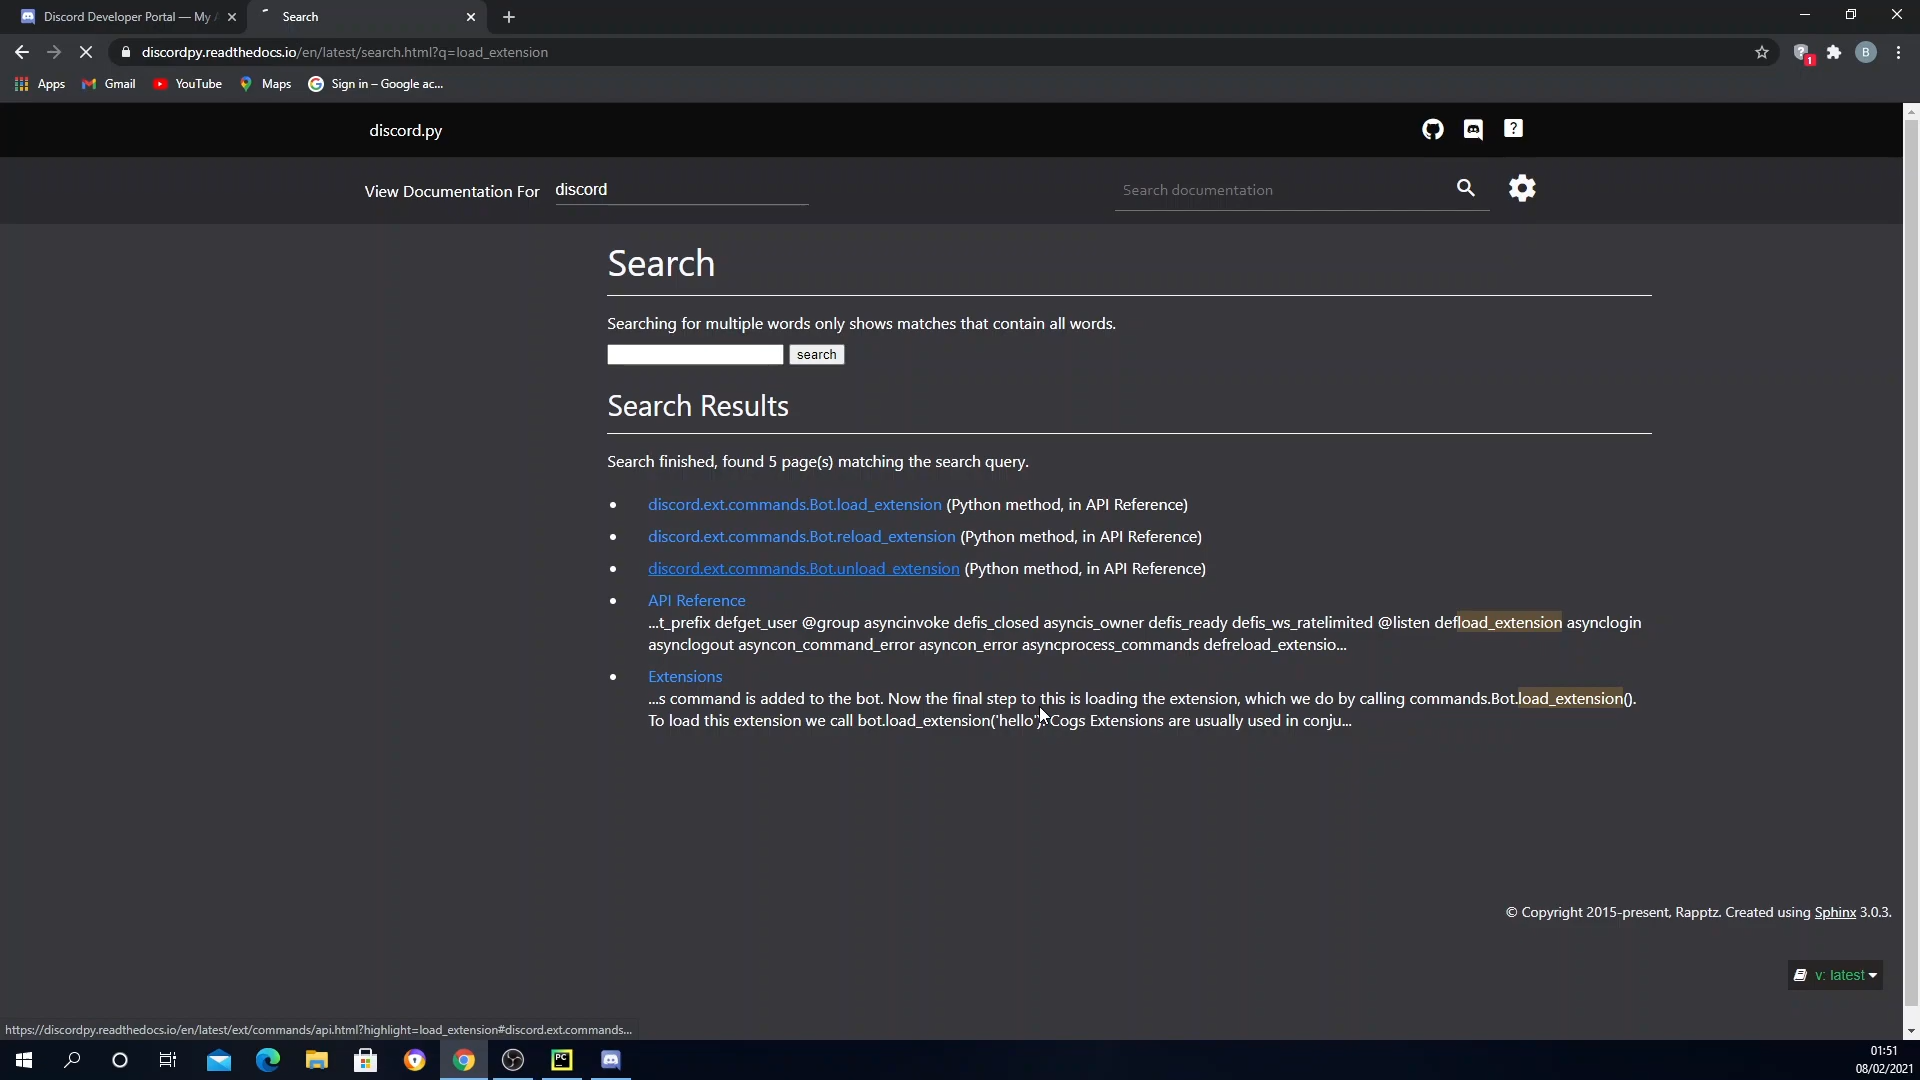 Discord Developer Portal — My A
Search
discordpy.readthedocs.io/en/latest/search.html?q=load_extension
1
B
Apps
Gmail
YouTube
Maps
Sign in – Google ac...
discord.py
?
View Documentation For
discord
Search documentation
Search
Searching for multiple words only shows matches that contain all words.
search
Search Results
Search finished, found 5 page(s) matching the search query.
discord.ext.commands.Bot.load_extension (Python method, in API Reference)
discord.ext.commands.Bot.reload_extension (Python method, in API Reference)
discord.ext.commands.Bot.unload_extension (Python method, in API Reference)
API Reference
...t_prefix defget_user @group asyncinvoke defis_closed asyncis_owner defis_ready defis_ws_ratelimited @listen defload_extension asynclogin
asynclogout asyncon_command_error asyncon_error asyncprocess_commands defreload_extensio...
Extensions
...s command is added to the bot. Now the final step to this is loading the extension, which we do by calling commands.Bot.load_extension().
To load this extension we call bot.load_extension('hello'). Cogs Extensions are usually used in conju...
© Copyright 2015-present, Rapptz. Created using Sphinx 3.0.3.
v: latest
https://discordpy.readthedocs.io/en/latest/ext/commands/api.html?highlight=load_extension#discord.ext.commands...
PC
01:51
08/02/2021